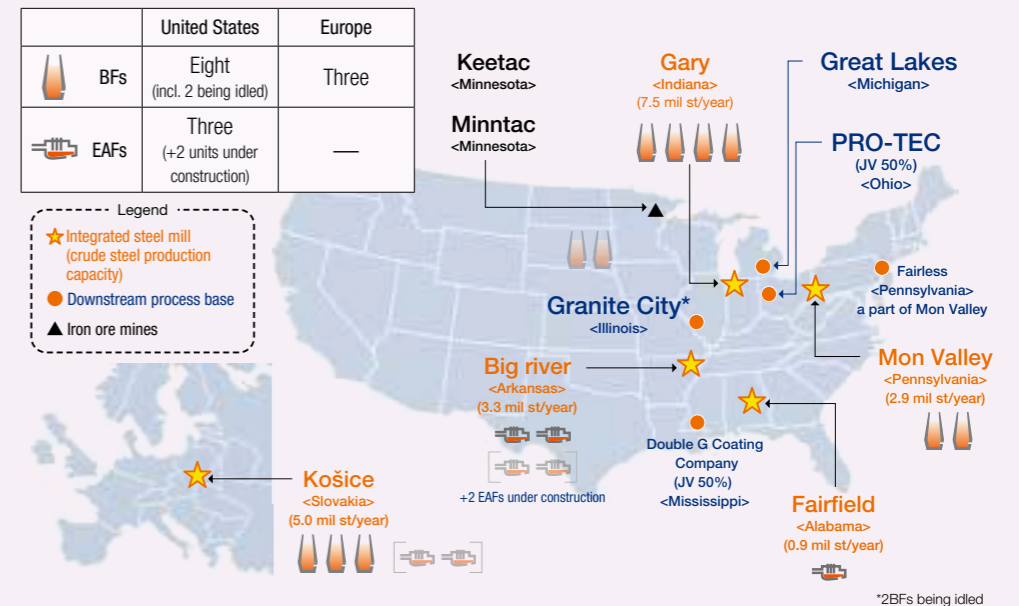 United States
Europe
BFs
Eight
(incl. 2 being idled)
Three
EAFs
Three
(+2 units under
construction)
—
Legend
Integrated steel mill
(crude steel production
capacity)
Downstream process base
Iron ore mines
Keetac
<Minnesota>
Minntac
<Minnesota>
Gary
<Indiana>
(7.5 mil st/year)
Great Lakes
<Michigan>
PRO-TEC
(JV 50%)
<Ohio>
Fairless
<Pennsylvania>
a part of Mon Valley
Granite City*
<Illinois>
Mon Valley
<Pennsylvania>
(2.9 mil st/year)
Big river
<Arkansas>
(3.3 mil st/year)
+2 EAFs under construction
Double G Coating
Company
(JV 50%)
<Mississippi>
Fairfield
<Alabama>
(0.9 mil st/year)
Košice
<Slovakia>
(5.0 mil st/year)
*2BFs being idled